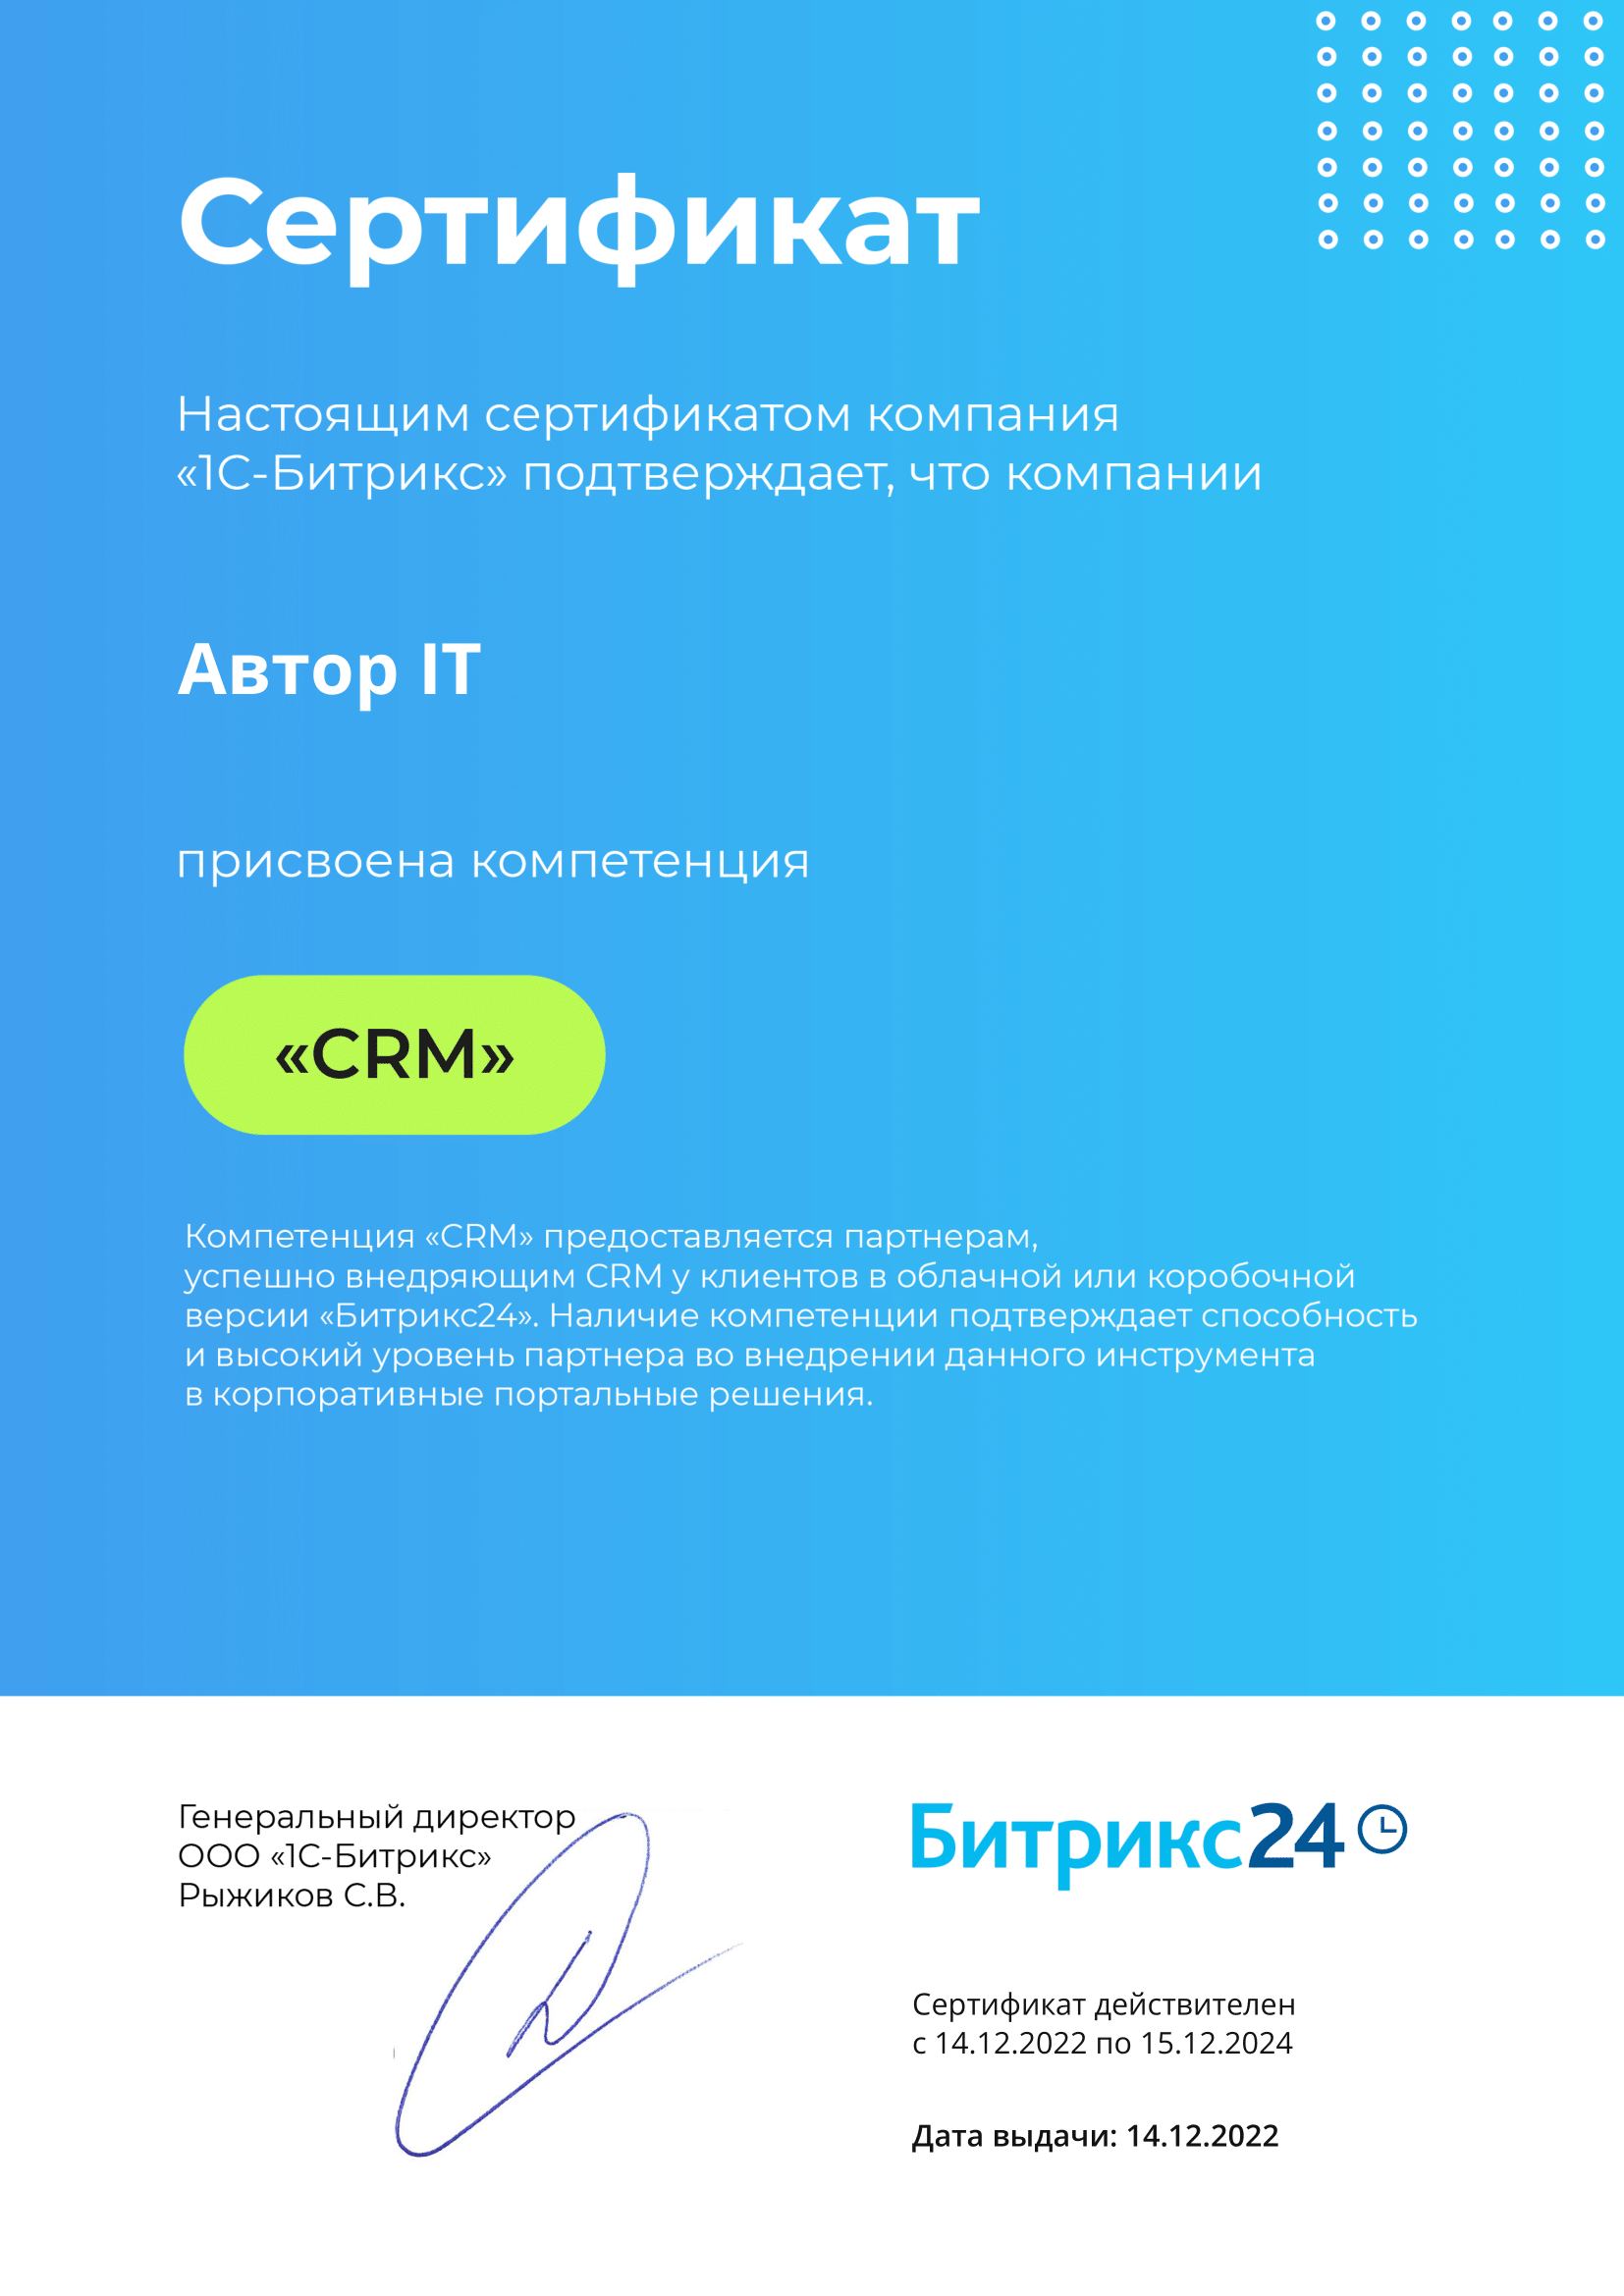 Сертификат
Настоящим сертификатом компания
«1С-Битрикс» подтверждает, что компании
Автор IT
присвоена компетенция
«CRM»
Компетенция «CRM» предоставляется партнерам,
успешно внедряющим CRM у клиентов в облачной или коробочной
версии «Битрикс24». Наличие компетенции подтверждает способность
и высокий уровень партнера во внедрении данного инструмента
в корпоративные портальные решения.
Генеральный директор
ООО «1С-Битрикс»
Рыжиков С.В.
Битрикс24
Сертификат действителен
с 14.12.2022 по 15.12.2024
Дата выдачи: 14.12.2022